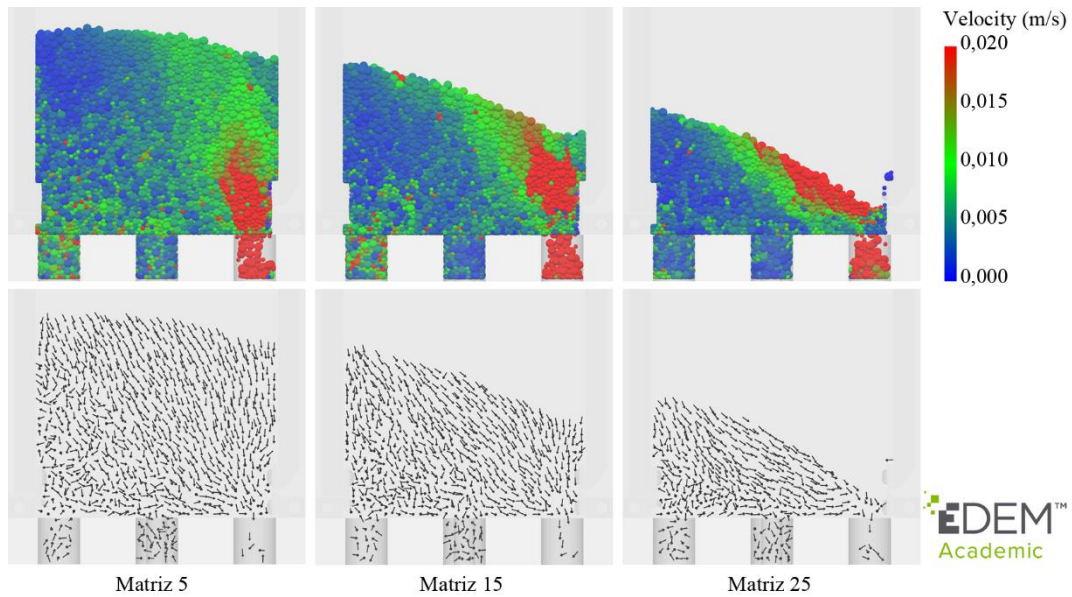 Velocity (m/s)
0,020
0,015
0,010
0,005
0,000
EDEM™
Academic
Matriz 5
Matriz 15
Matriz 25